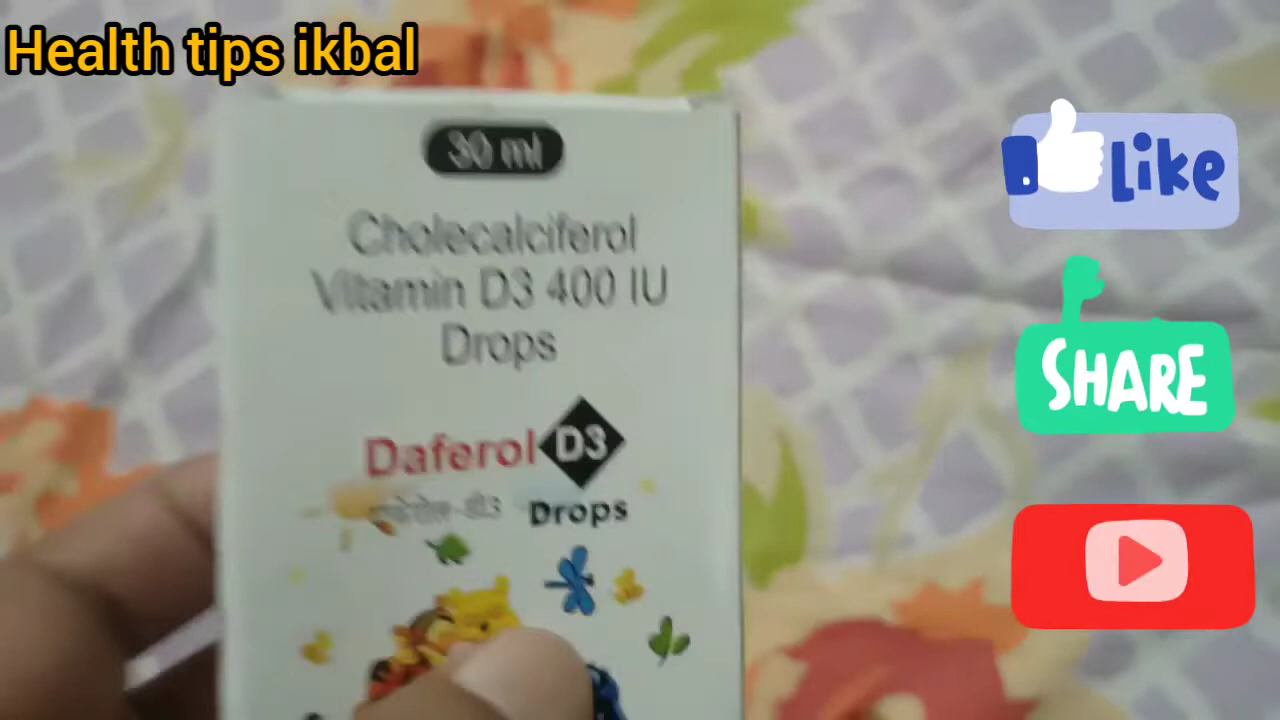 Health tips ikbal
30 ml
Cholecalciferol
Vitamin D3 400 IU
Drops
Daferol D3
Drops
Like
SHARE